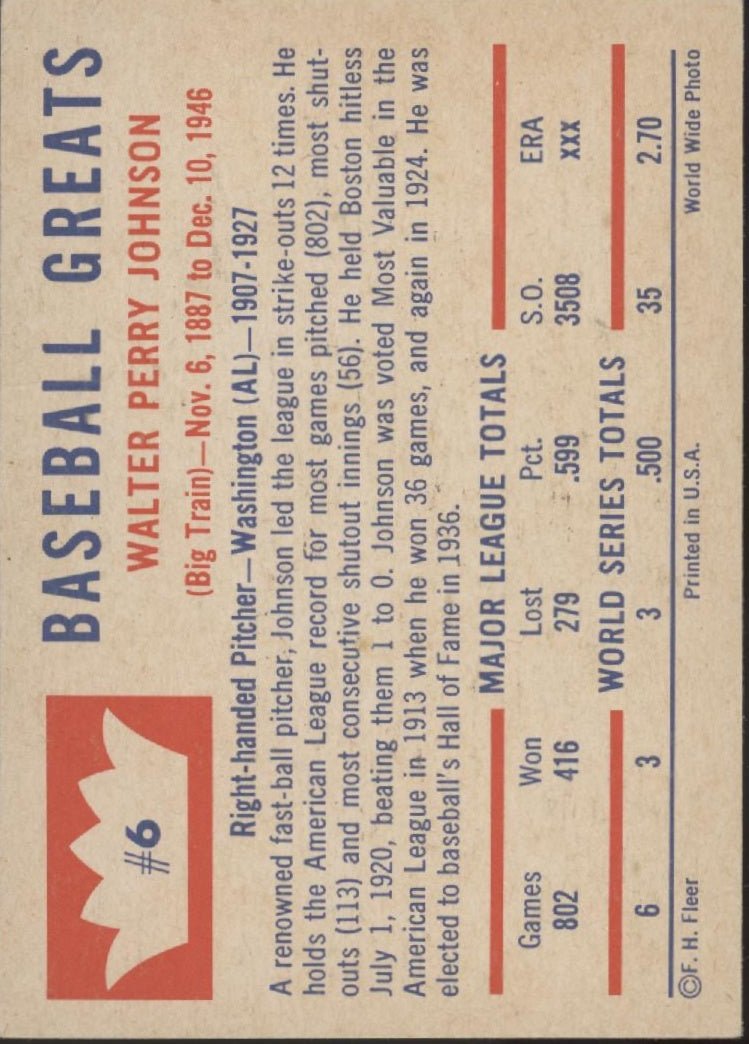 #6
BASEBALL GREATS
WALTER PERRY JOHNSON
(Big Train)—Nov. 6, 1887 to Dec. 10, 1946
Right-handed Pitcher—Washington (AL)—1907-1927
A renowned fast-ball pitcher, Johnson led the league in strike-outs 12 times. He
holds the American League record for most games pitched (802), most shut-
outs (113) and most consecutive shutout innings (56). He held Boston hitless
July 1, 1920, beating them 1 to 0. Johnson was voted Most Valuable in the
American League in 1913 when he won 36 games, and again in 1924. He was
elected to baseball's Hall of Fame in 1936.
MAJOR LEAGUE TOTALS
Games Won Lost Pct. S.O. ERA
802 416 279 .599 3508 XXX
WORLD SERIES TOTALS
6 3 3 .500 35 2.70
©F. H. Fleer Printed in U.S.A. World Wide Photo